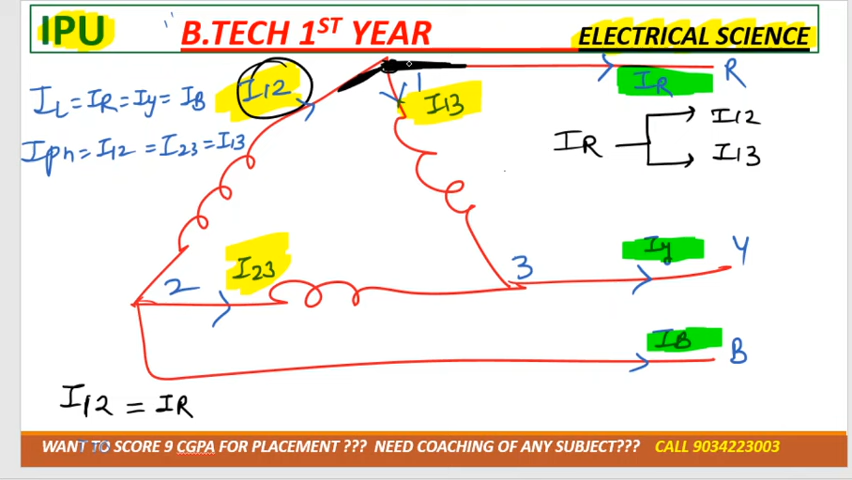 IPU
B.TECH 1ST YEAR
ELECTRICAL SCIENCE
IL = IR = Iy = IB
Iph = I12 = I23 = I13
I12
1
I13
IR
R
IR
I12
I13
2
I23
3
Iy
Y
IB
B
I12 = IR
WANT TO SCORE 9 CGPA FOR PLACEMENT ??? NEED COACHING OF ANY SUBJECT??? CALL 9034223003